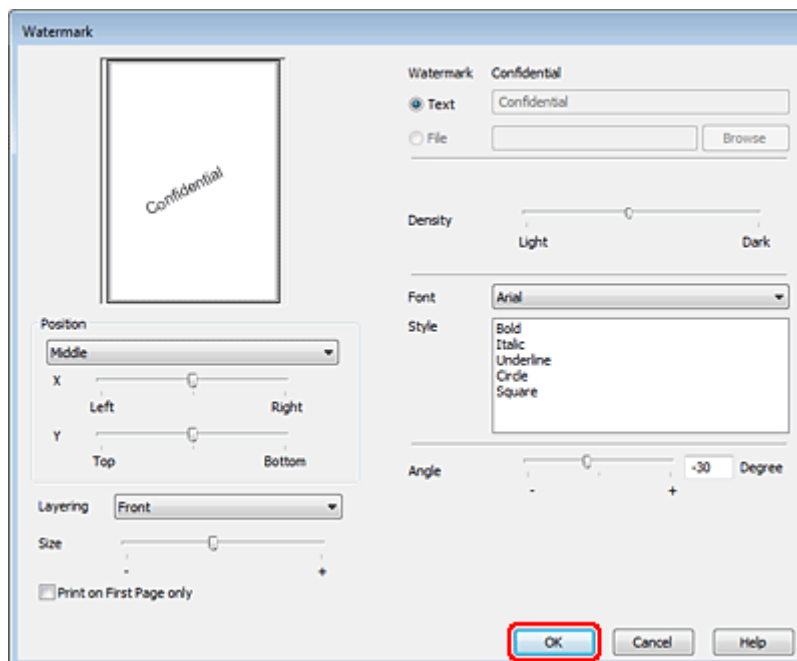 Watermark
Confidential
Position
Middle
X
Left Right
Y
Top Bottom
Layering Front
Size
- +
Print on First Page only
Watermark Confidential
Text Confidential
File Browse
Density
Light Dark
Font Arial
Style
Bold
Italic
Underline
Circle
Square
Angle -30 Degree
- +
OK Cancel Help